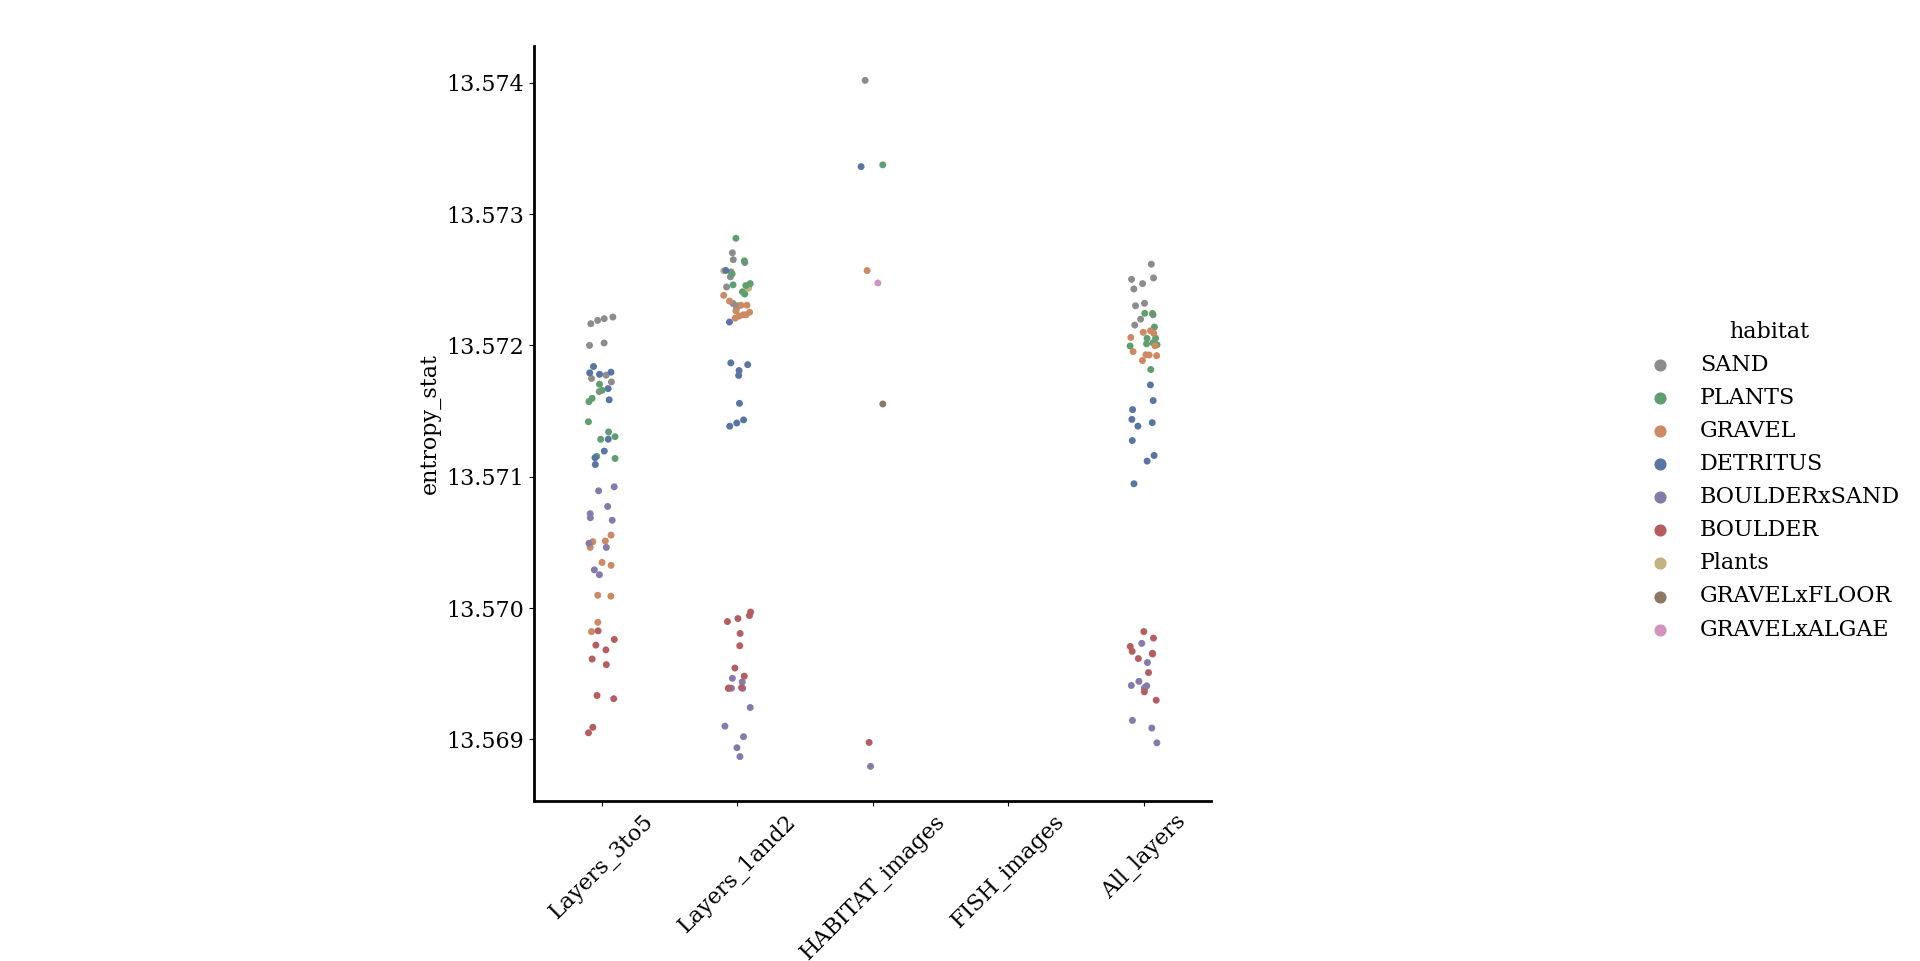 entropy_stat
13.574
13.573
13.572
13.571
13.570
13.569
Layers_3to5
Layers_1and2
HABITAT_images
FISH_images
All_layers
habitat
SAND
PLANTS
GRAVEL
DETRITUS
BOULDERxSAND
BOULDER
Plants
GRAVELxFLOOR
GRAVELxALGAE